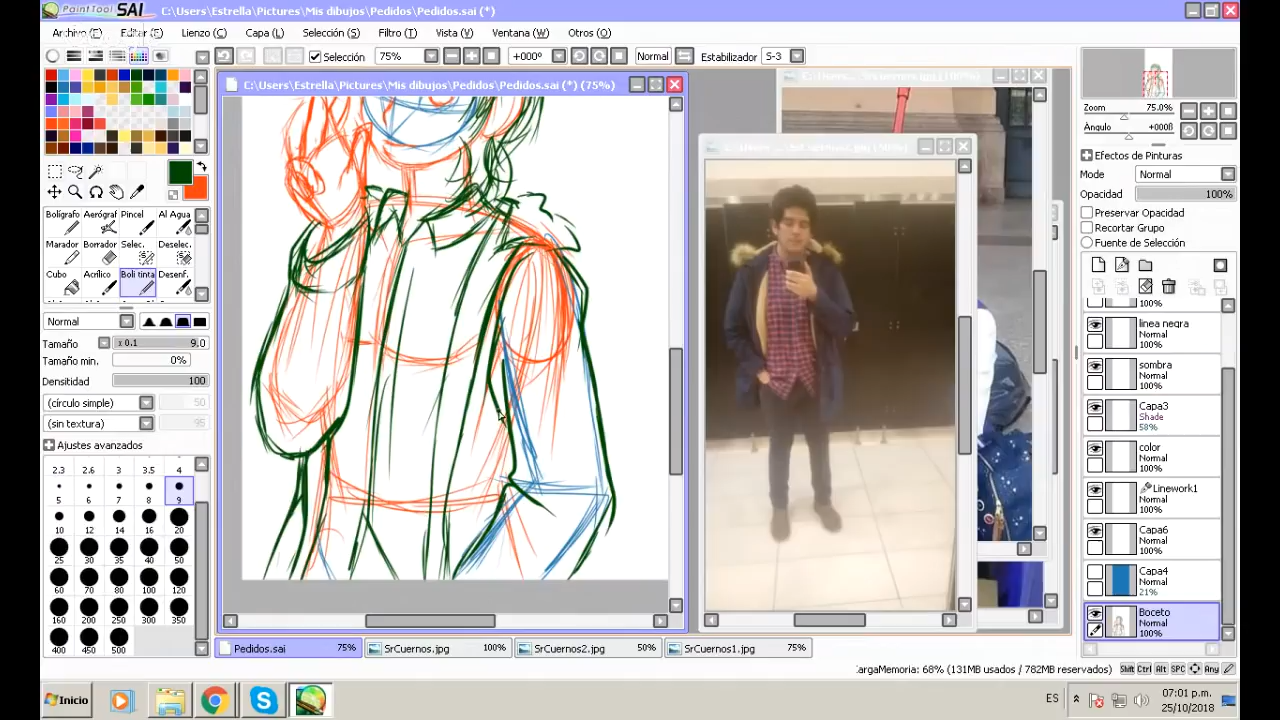 PaintTool SAI C:\Users\Estrella\Pictures\Mis dibujos\Pedidos\Pedidos.sai (*)
Archivo (F) Editar (E) Lienzo (C) Capa (L) Selección (S) Filtro (T) Vista (V) Ventana (W) Otros (O)
Selección 75% +000º Normal Estabilizador S-3
C:\Users\Estrella\Pictures\Mis dibujos\Pedidos\Pedidos.sai (*) (75%)
Zoom 75.0%
Ángulo +000ß
Efectos de Pinturas
Mode Normal
Opacidad 100%
Preservar Opacidad
Recortar Grupo
Fuente de Selección
Bolígrafo Aerógraf Pincel Al Agua
Marador Borrador Selec. Deselec.
Cubo Acrílico Boli tinta Desenf.
Normal
Tamaño x 0.1 9.0
Tamaño min. 0%
Densitidad 100
(círculo simple) 50
(sin textura) 95
Ajustes avanzados
2.3 2.6 3 3.5 4
5 6 7 8 9
10 12 14 16 20
25 30 35 40 50
60 70 80 100 120
160 200 250 300 350
400 450 500
100%
linea negra
Normal
100%
sombra
Normal
100%
Capa3
Shade
58%
color
Normal
100%
Linework1
Normal
100%
Capa6
Normal
100%
Capa4
Normal
21%
Boceto
Normal
100%
Pedidos.sai 75% SrCuernos.jpg 100% SrCuernos2.jpg 50% SrCuernos1.jpg 75%
argaMemoria: 68% (131MB usados / 782MB reservados) Shift Ctrl Alt SPC Any
Inicio ES 07:01 p.m.
25/10/2018